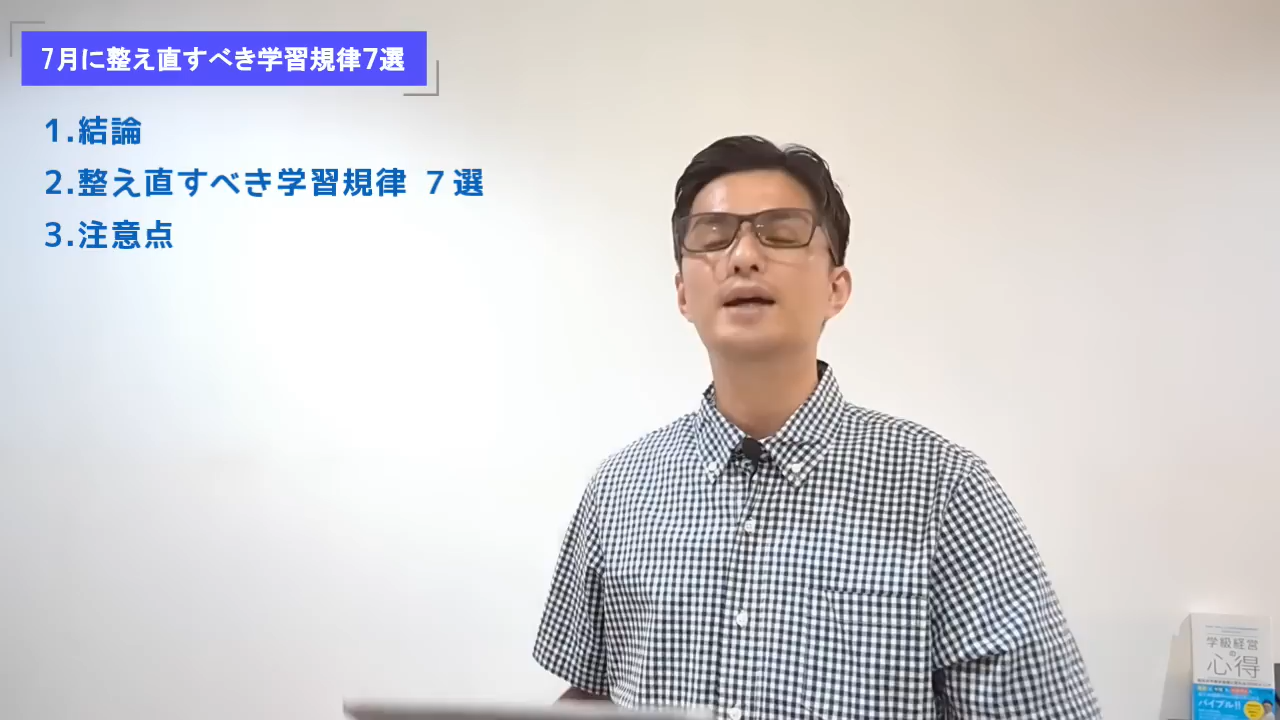 7月に整え直すべき学習規律7選
1.結論
2.整え直すべき学習規律 7選
3.注意点
学級経営
の
心得
バイブル!!